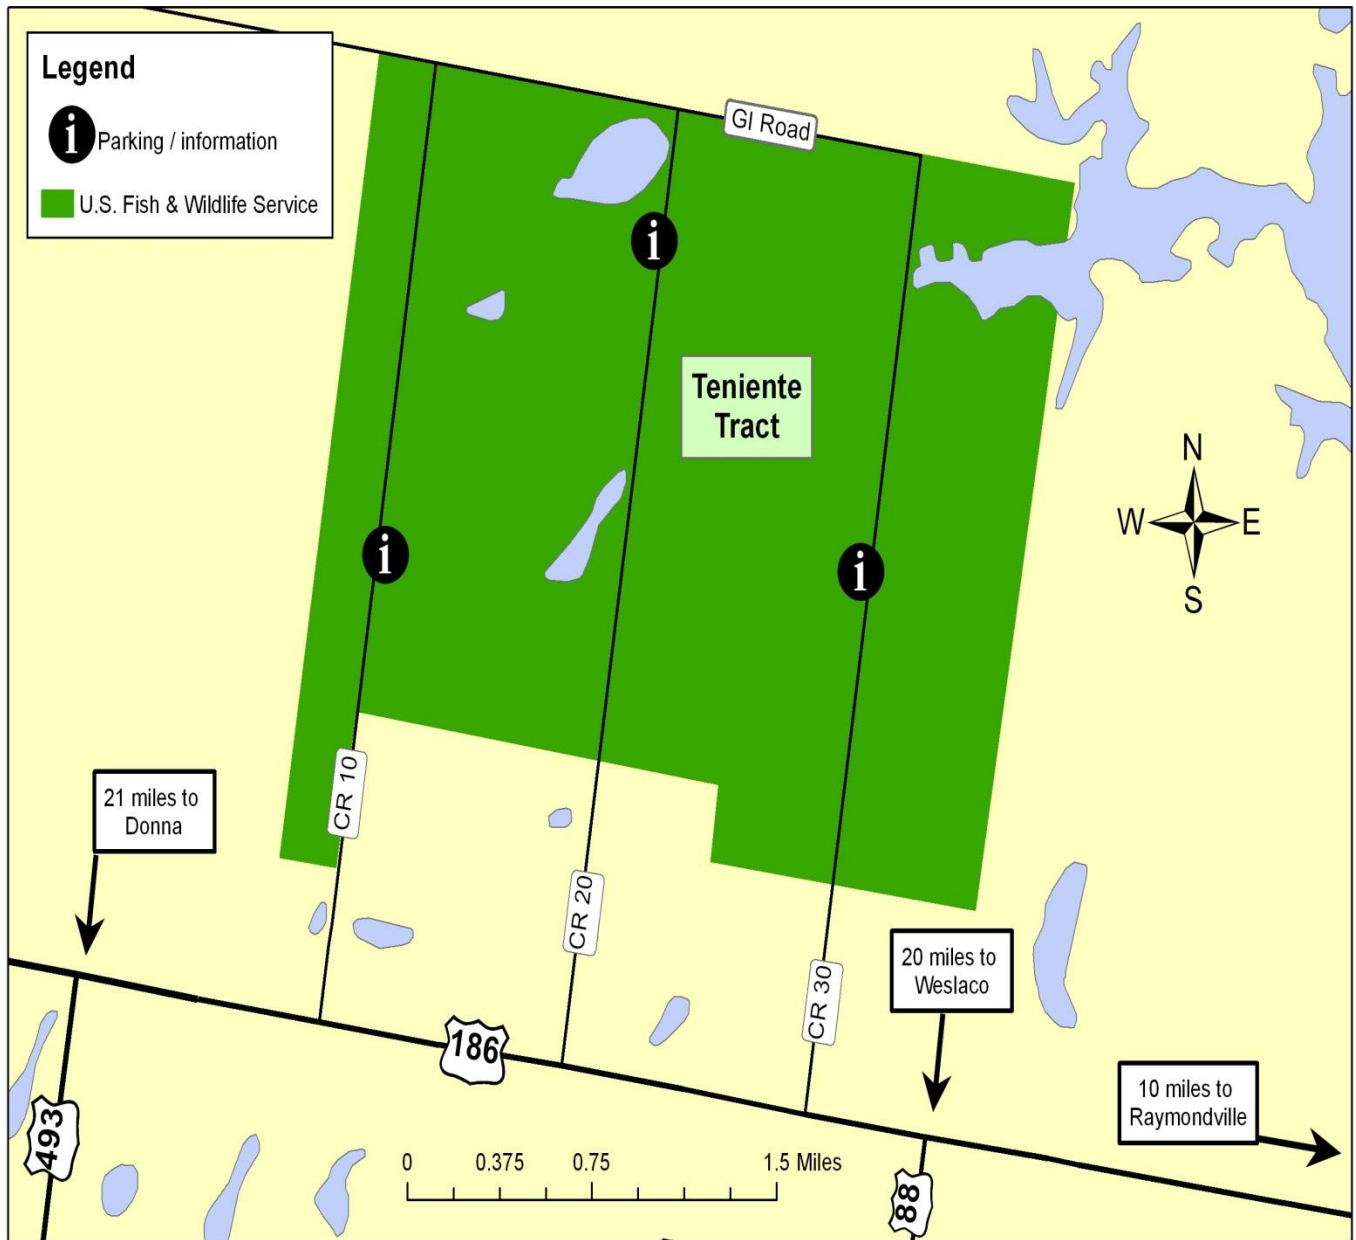 Legend
i Parking / information
U.S. Fish & Wildlife Service
GI Road
i
Teniente
Tract
N
W E
S
i
i
CR 10
21 miles to
Donna
CR 20
20 miles to
Weslaco
CR 30
186
10 miles to
Raymondville
493
0 0.375 0.75 1.5 Miles
88